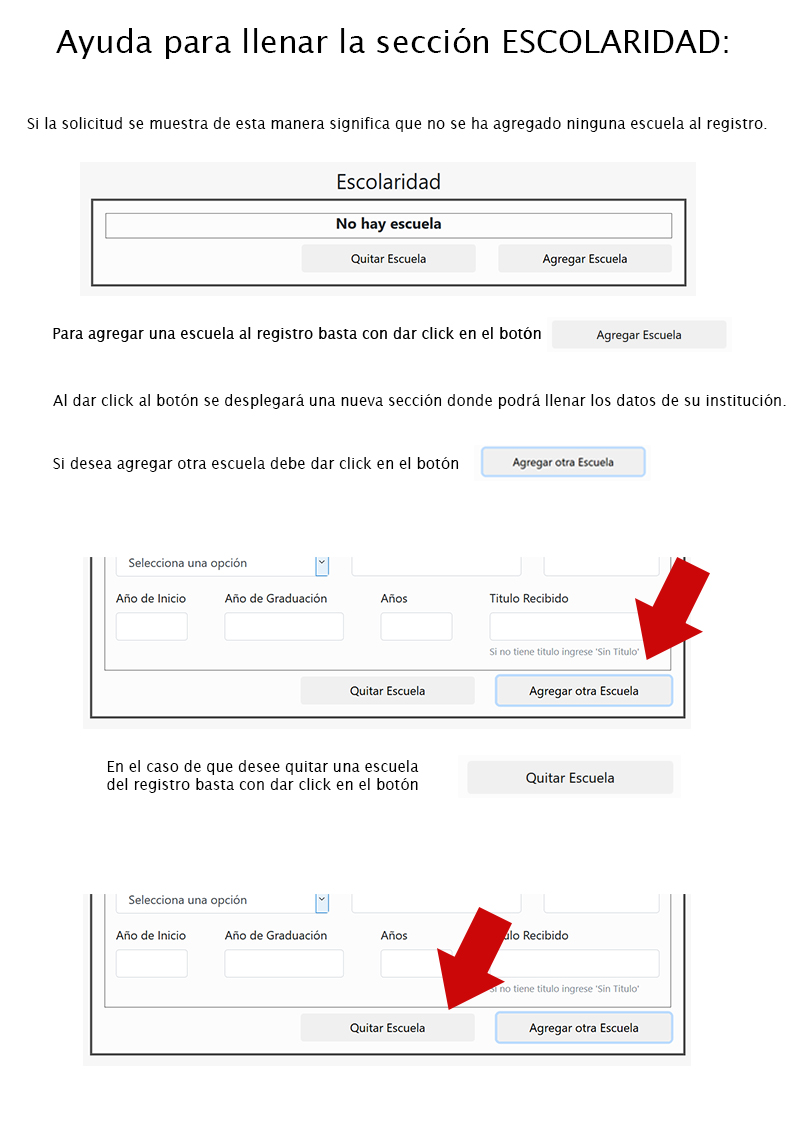 Ayuda para llenar la sección ESCOLARIDAD:
Si la solicitud se muestra de esta manera significa que no se ha agregado ninguna escuela al registro.
Escolaridad
No hay escuela
Quitar Escuela Agregar Escuela
Para agregar una escuela al registro basta con dar click en el botón Agregar Escuela
Al dar click al botón se desplegará una nueva sección donde podrá llenar los datos de su institución.
Si desea agregar otra escuela debe dar click en el botón Agregar otra Escuela
Selecciona una opción
Año de Inicio Año de Graduación Años Titulo Recibido
Si no tiene titulo ingrese 'Sin Titulo'
Quitar Escuela Agregar otra Escuela
En el caso de que desee quitar una escuela
del registro basta con dar click en el botón Quitar Escuela
Selecciona una opción
Año de Inicio Año de Graduación Años ulo Recibido
Si no tiene titulo ingrese 'Sin Titulo'
Quitar Escuela Agregar otra Escuela